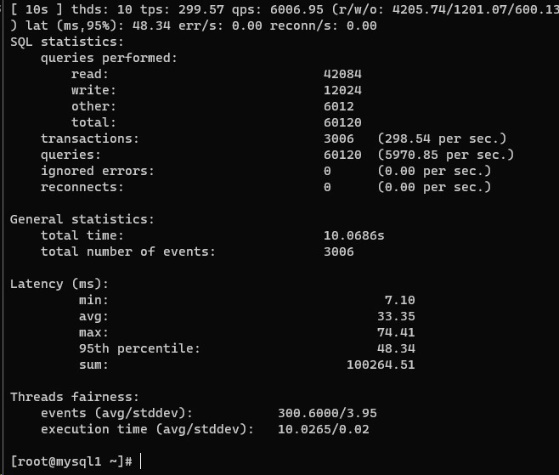 [ 10s ] thds: 10 tps: 299.57 qps: 6006.95 (r/w/o: 4205.74/1201.07/600.13
) lat (ms,95%): 48.34 err/s: 0.00 reconn/s: 0.00
SQL statistics:
    queries performed:
        read:                            42084
        write:                           12024
        other:                           6012
        total:                           60120
    transactions:                        3006   (298.54 per sec.)
    queries:                             60120  (5970.85 per sec.)
    ignored errors:                      0      (0.00 per sec.)
    reconnects:                          0      (0.00 per sec.)

General statistics:
    total time:                          10.0686s
    total number of events:              3006

Latency (ms):
         min:                                    7.10
         avg:                                   33.35
         max:                                   74.41
         95th percentile:                       48.34
         sum:                               100264.51

Threads fairness:
    events (avg/stddev):           300.6000/3.95
    execution time (avg/stddev):   10.0265/0.02

[root@mysql1 ~]#